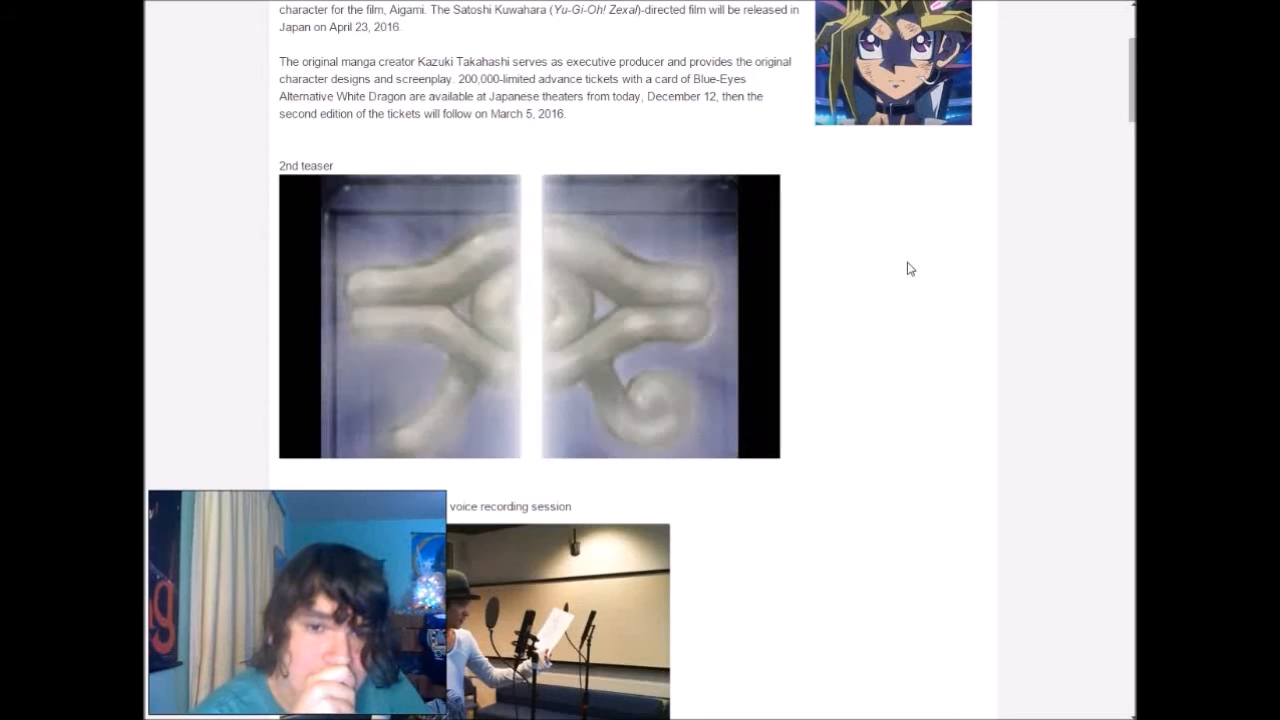 character for the film, Aigami. The Satoshi Kuwahara (Yu-Gi-Oh! Zexal)-directed film will be released in
Japan on April 23, 2016.
The original manga creator Kazuki Takahashi serves as executive producer and provides the original
character designs and screenplay. 200,000-limited advance tickets with a card of Blue-Eyes
Alternative White Dragon are available at Japanese theaters from today, December 12, then the
second edition of the tickets will follow on March 5, 2016.
2nd teaser
voice recording session